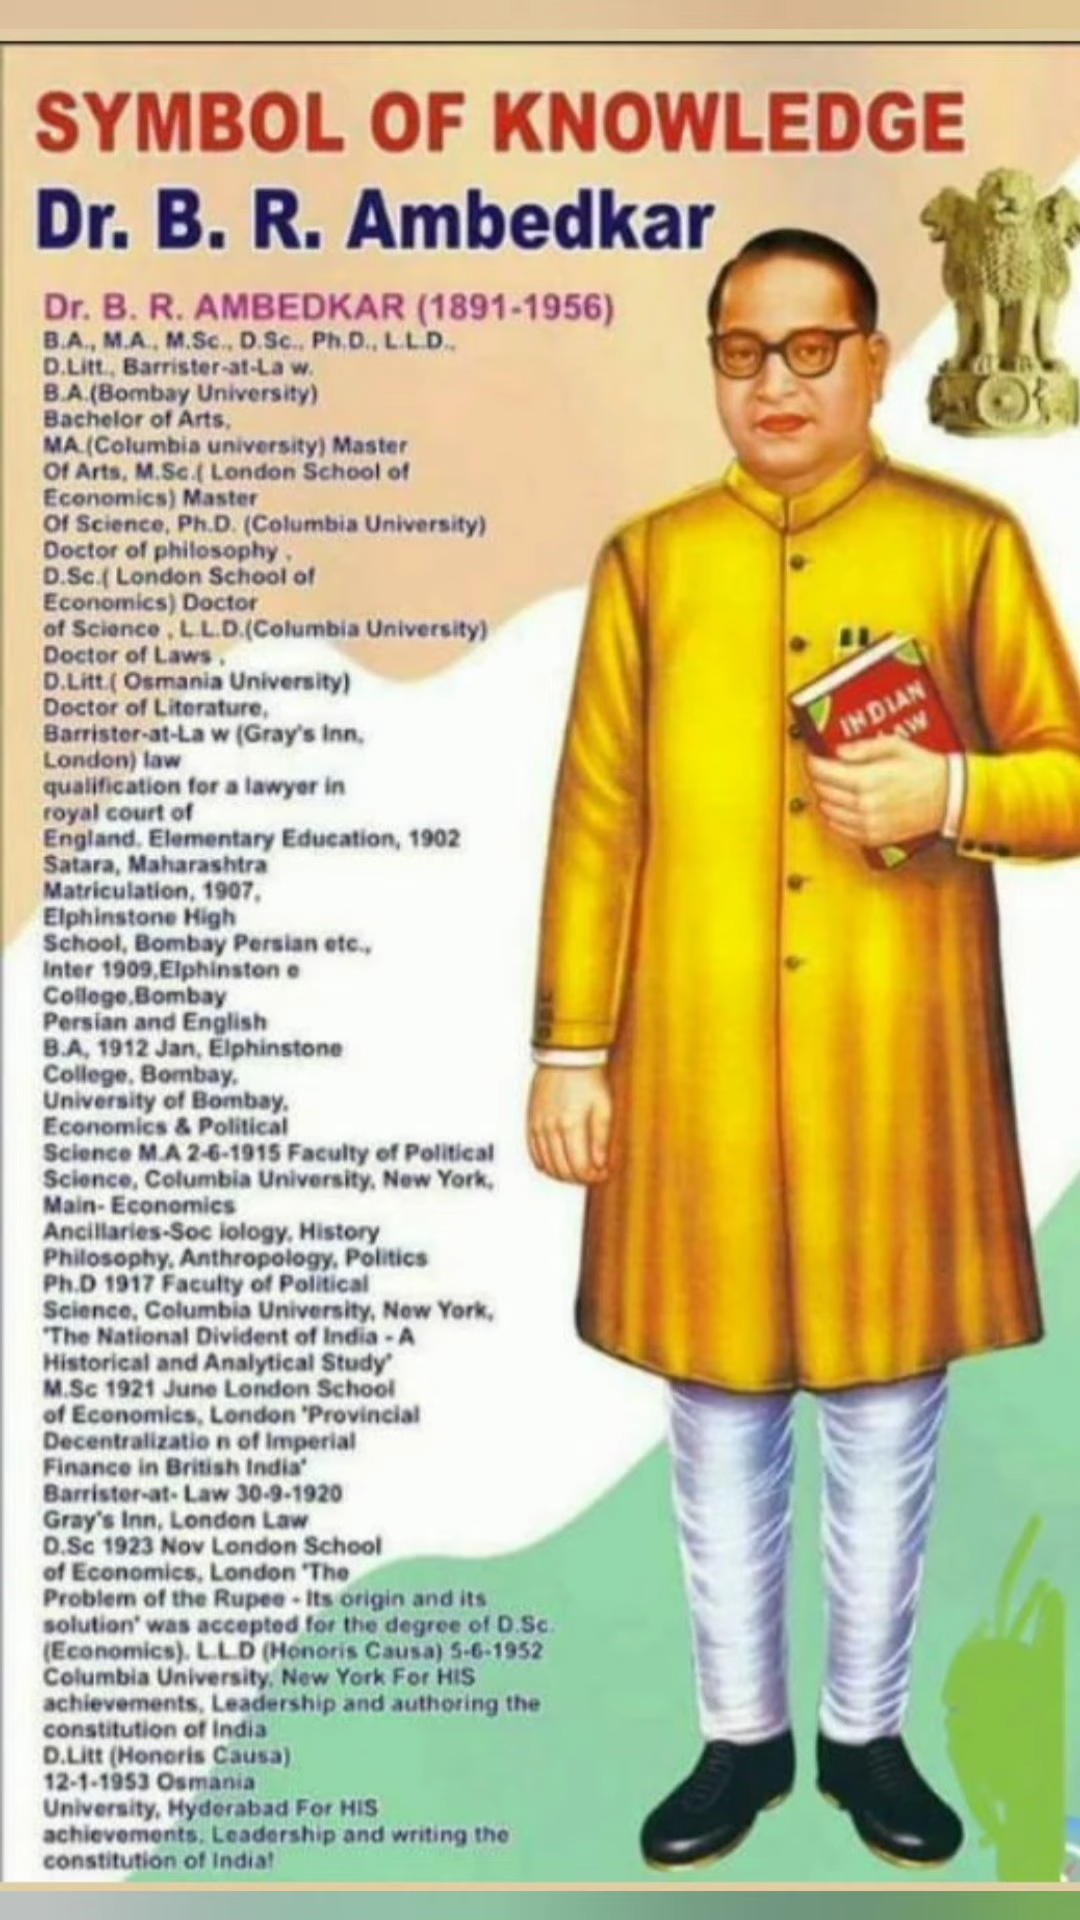 SYMBOL OF KNOWLEDGE
Dr. B. R. Ambedkar
Dr. B. R. AMBEDKAR (1891-1956)
B.A., M.A., M.Sc., D.Sc., Ph.D., L.L.D.,
D.Litt., Barrister-at-La w.
B.A.(Bombay University)
Bachelor of Arts,
MA.(Columbia university) Master
Of Arts, M.Sc.( London School of
Economics) Master
Of Science, Ph.D. (Columbia University)
Doctor of philosophy ,
D.Sc.( London School of
Economics) Doctor
of Science , L.L.D.(Columbia University)
Doctor of Laws ,
D.Litt.( Osmania University)
Doctor of Literature,
Barrister-at-La w (Gray's Inn,
London) law
qualification for a lawyer in
royal court of
England. Elementary Education, 1902
Satara, Maharashtra
Matriculation, 1907,
Elphinstone High
School, Bombay Persian etc.,
Inter 1909,Elphinston e
College,Bombay
Persian and English
B.A, 1912 Jan, Elphinstone
College, Bombay,
University of Bombay,
Economics & Political
Science M.A 2-6-1915 Faculty of Political
Science, Columbia University, New York,
Main- Economics
Ancillaries-Soc iology, History
Philosophy, Anthropology, Politics
Ph.D 1917 Faculty of Political
Science, Columbia University, New York,
'The National Divident of India - A
Historical and Analytical Study'
M.Sc 1921 June London School
of Economics, London 'Provincial
Decentralizatio n of Imperial
Finance in British India'
Barrister-at- Law 30-9-1920
Gray's Inn, London Law
D.Sc 1923 Nov London School
of Economics, London 'The
Problem of the Rupee - Its origin and its
solution' was accepted for the degree of D.Sc.
(Economics). L.L.D (Honoris Causa) 5-6-1952
Columbia University, New York For HIS
achievements, Leadership and authoring the
constitution of India
D.Litt (Honoris Causa)
12-1-1953 Osmania
University, Hyderabad For HIS
achievements, Leadership and writing the
constitution of India!
INDIAN
LAW